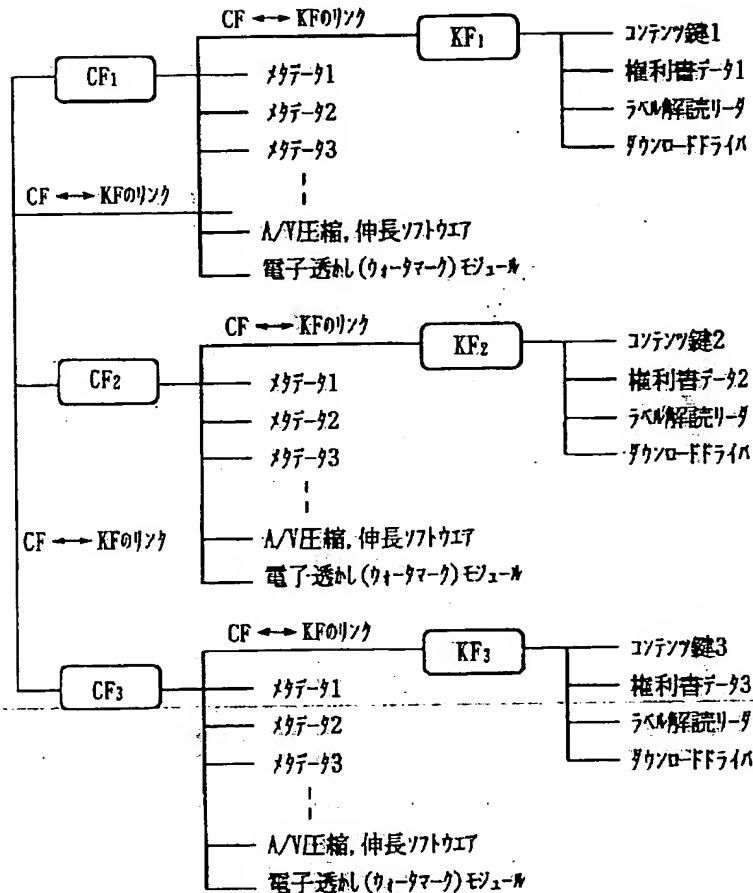 CF ⟷ KFのリンク
KF₁
コンテンツ鍵1
権利書データ1
ラベル解読リーダ
ダウンロードドライバ
CF₁
メタデータ1
メタデータ2
メタデータ3
CF ⟷ KFのリンク
A/V圧縮,伸長ソフトウエア
電子透かし(ウォータマーク)モジュール
CF ⟷ KFのリンク
KF₂
コンテンツ鍵2
権利書データ2
ラベル解読リーダ
ダウンロードドライバ
CF₂
メタデータ1
メタデータ2
メタデータ3
CF ⟷ KFのリンク
A/V圧縮,伸長ソフトウエア
電子透かし(ウォータマーク)モジュール
CF ⟷ KFのリンク
KF₃
コンテンツ鍵3
権利書データ3
ラベル解読リーダ
ダウンロードドライバ
CF₃
メタデータ1
メタデータ2
メタデータ3
A/V圧縮,伸長ソフトウエア
電子透かし(ウォータマーク)モジュール